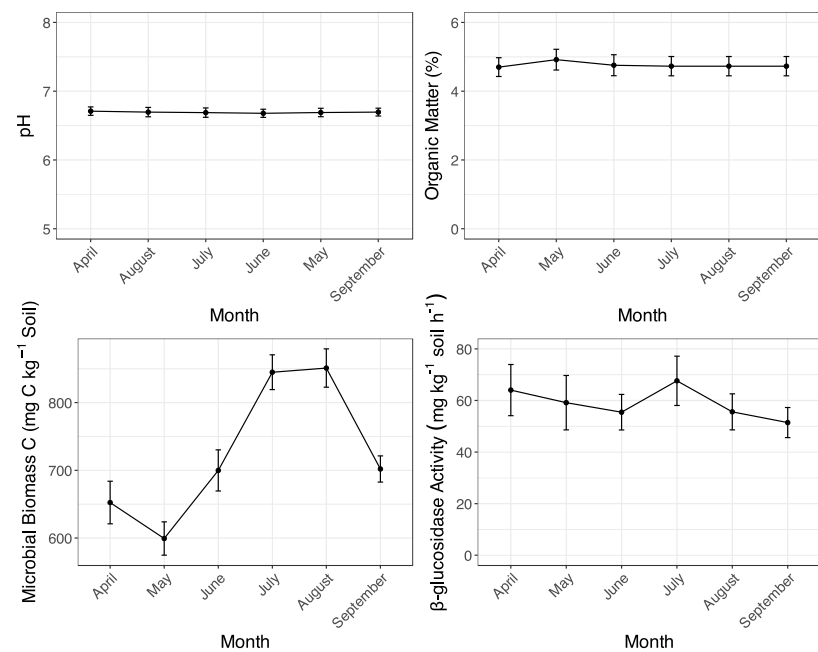 pH
8
7
6
5
April
August
July
June
May
September
Month
Organic Matter (%)
6
4
2
0
April
May
June
July
August
September
Month
Microbial Biomass C (mg C kg⁻¹ Soil)
800
700
600
April
May
June
July
August
September
Month
β-glucosidase Activity (mg kg⁻¹ soil h⁻¹)
80
60
40
20
0
April
May
June
July
August
September
Month